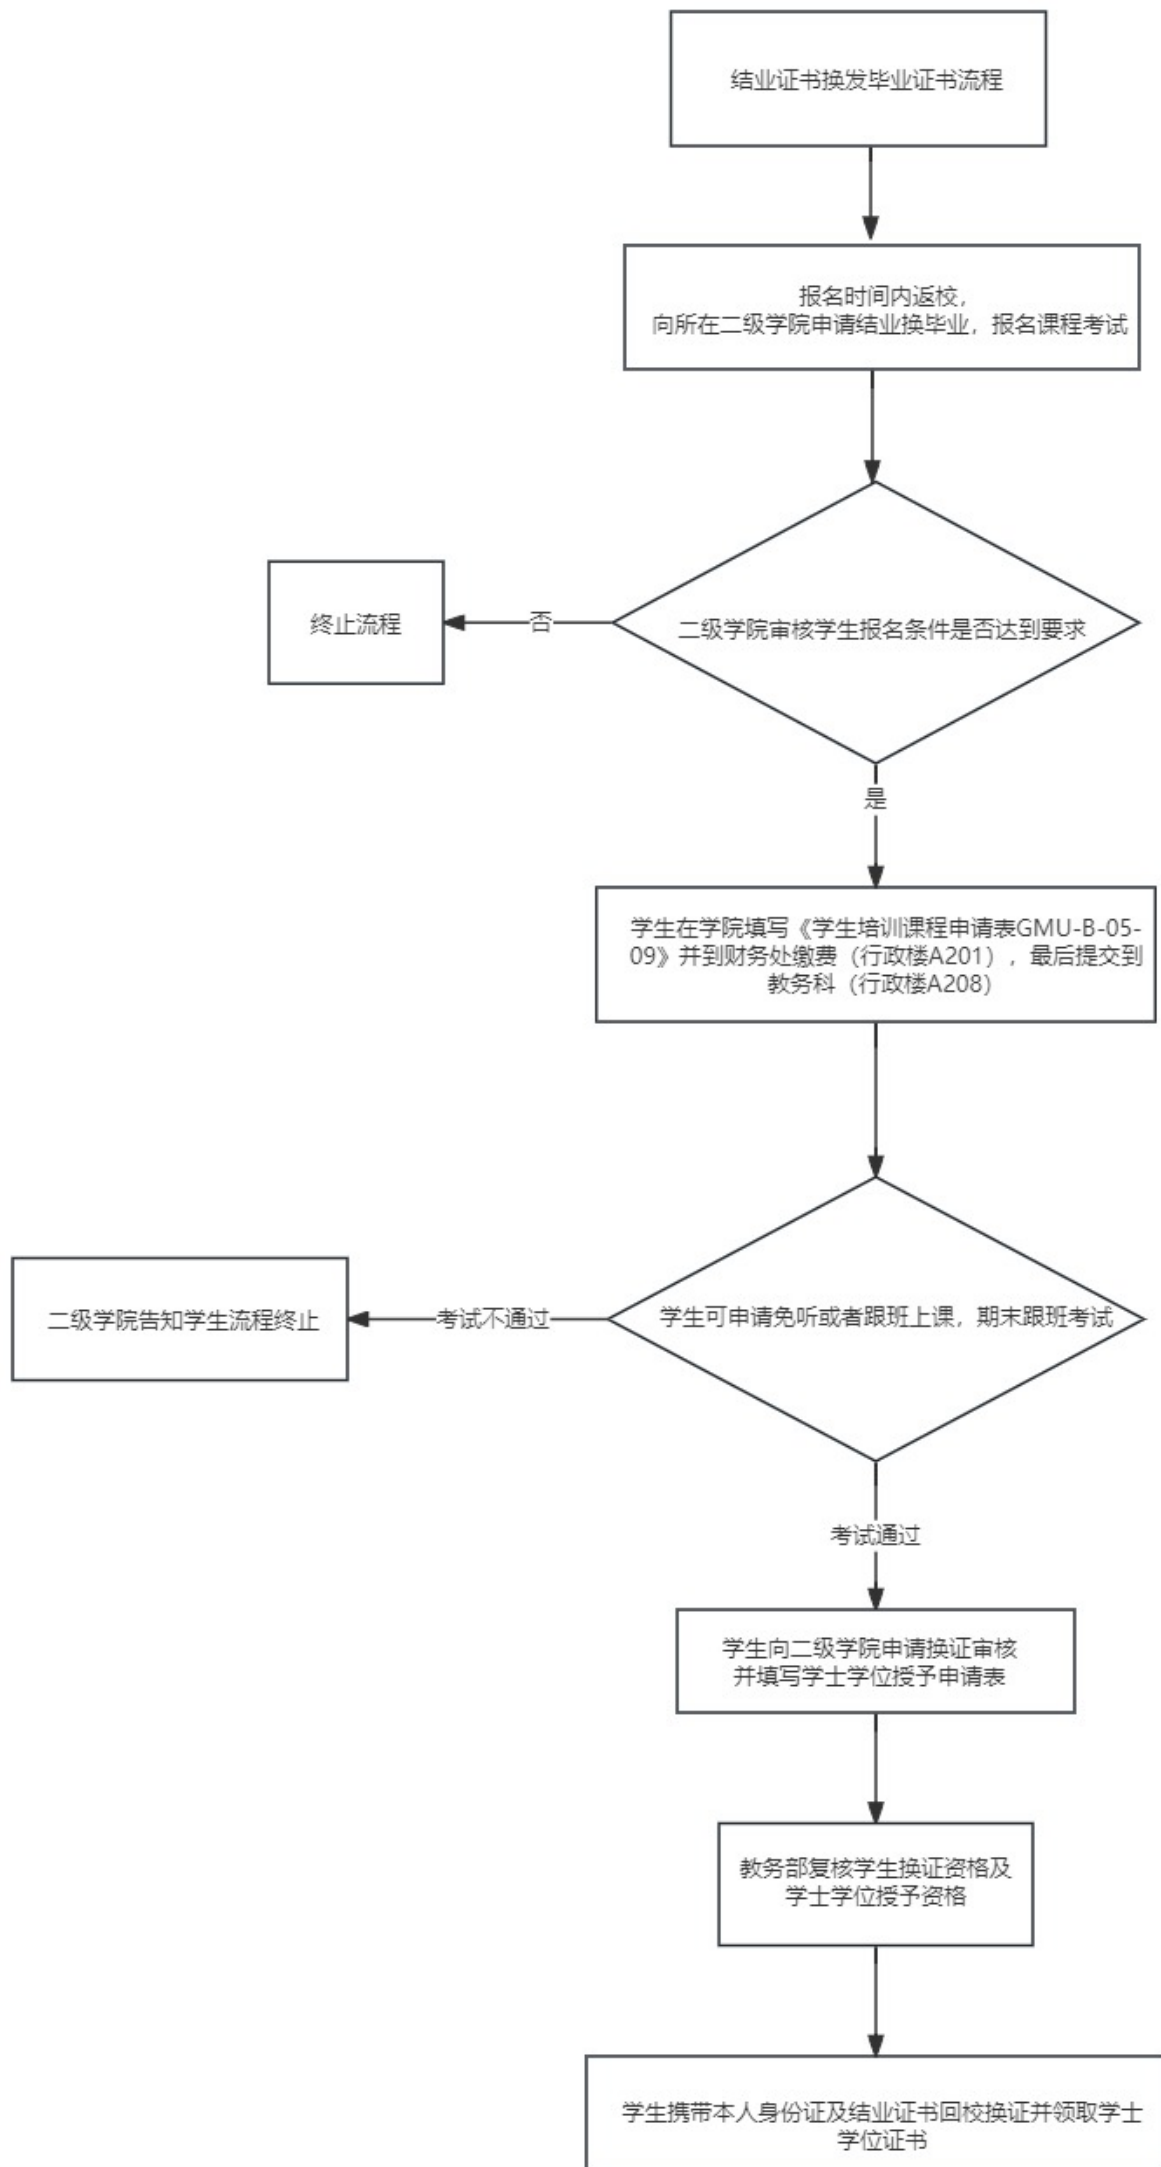 结业证书换发毕业证书流程
报名时间内返校，
向所在二级学院申请结业换毕业，报名课程考试
二级学院审核学生报名条件是否达到要求
否
终止流程
是
学生在学院填写《学生培训课程申请表GMU-B-05-
09》并到财务处缴费（行政楼A201），最后提交到
教务科（行政楼A208）
学生可申请免听或者跟班上课，期末跟班考试
考试不通过
二级学院告知学生流程终止
考试通过
学生向二级学院申请换证审核
并填写学士学位授予申请表
教务部复核学生换证资格及
学士学位授予资格
学生携带本人身份证及结业证书回校换证并领取学士
学位证书